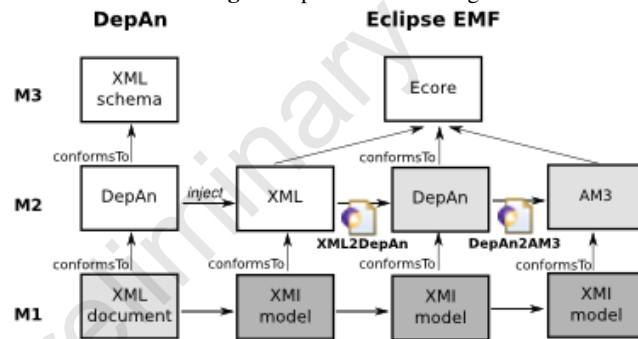 DepAn Eclipse EMF
M3 XML schema Ecore
conformsTo conformsTo
M2 DepAn inject XML DepAn AM3
XML2DepAn DepAn2AM3
conformsTo conformsTo conformsTo conformsTo
M1 XML document XMI model XMI model XMI model
preliminary